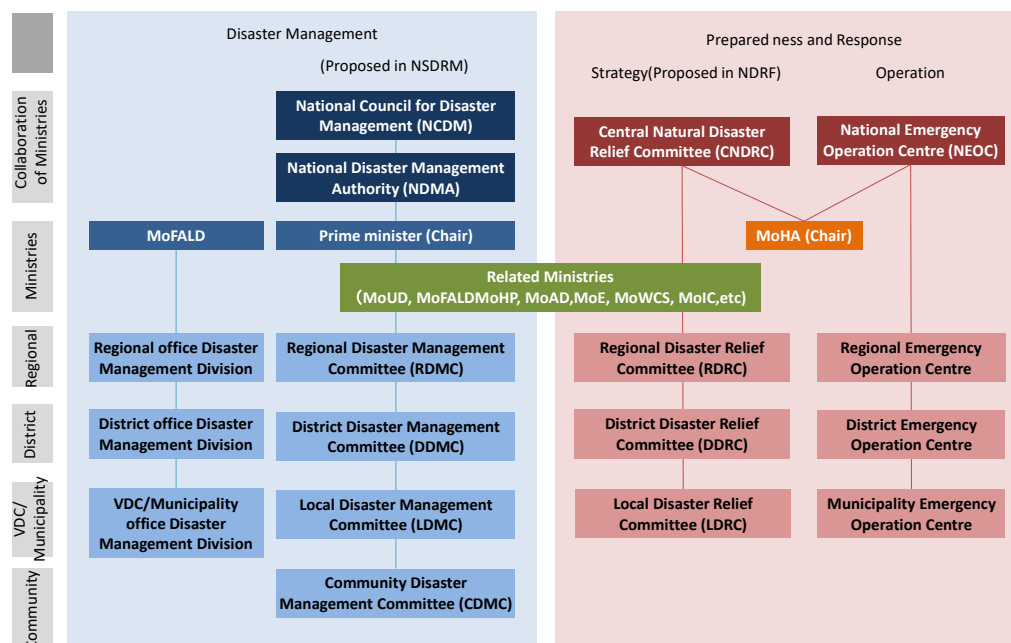 Disaster Management
(Proposed in NSDRM)
Prepared ness and Response
Strategy(Proposed in NDRF)
Operation
Collaboration
of Ministries
National Council for Disaster
Management (NCDM)
National Disaster Management
Authority (NDMA)
Central Natural Disaster
Relief Committee (CNDRC)
National Emergency
Operation Centre (NEOC)
Ministries
MoFALD
Prime minister (Chair)
MoHA (Chair)
Related Ministries
(MoUD, MoFALDMoHP, MoAD,MoE, MoWCS, MoIC,etc)
Regional
Regional office Disaster
Management Division
Regional Disaster Management
Committee (RDMC)
Regional Disaster Relief
Committee (RDRC)
Regional Emergency
Operation Centre
District
District office Disaster
Management Division
District Disaster Management
Committee (DDMC)
District Disaster Relief
Committee (DDRC)
District Emergency
Operation Centre
VDC/
Municipality
VDC/Municipality
office Disaster
Management Division
Local Disaster Management
Committee (LDMC)
Local Disaster Relief
Committee (LDRC)
Municipality Emergency
Operation Centre
Community
Community Disaster
Management Committee (CDMC)